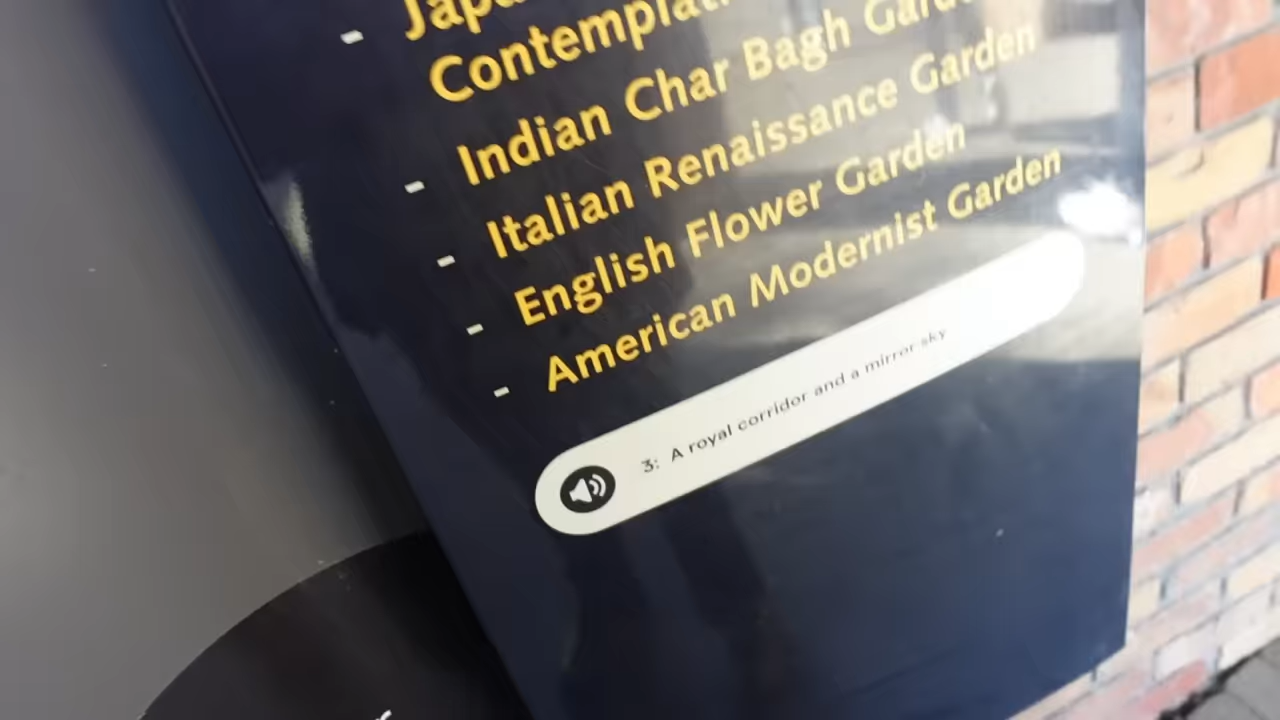 Contemplati
- Indian Char Bagh Garde
- Italian Renaissance Garden
- English Flower Garden
- American Modernist Garden
3: A royal corridor and a mirror sky